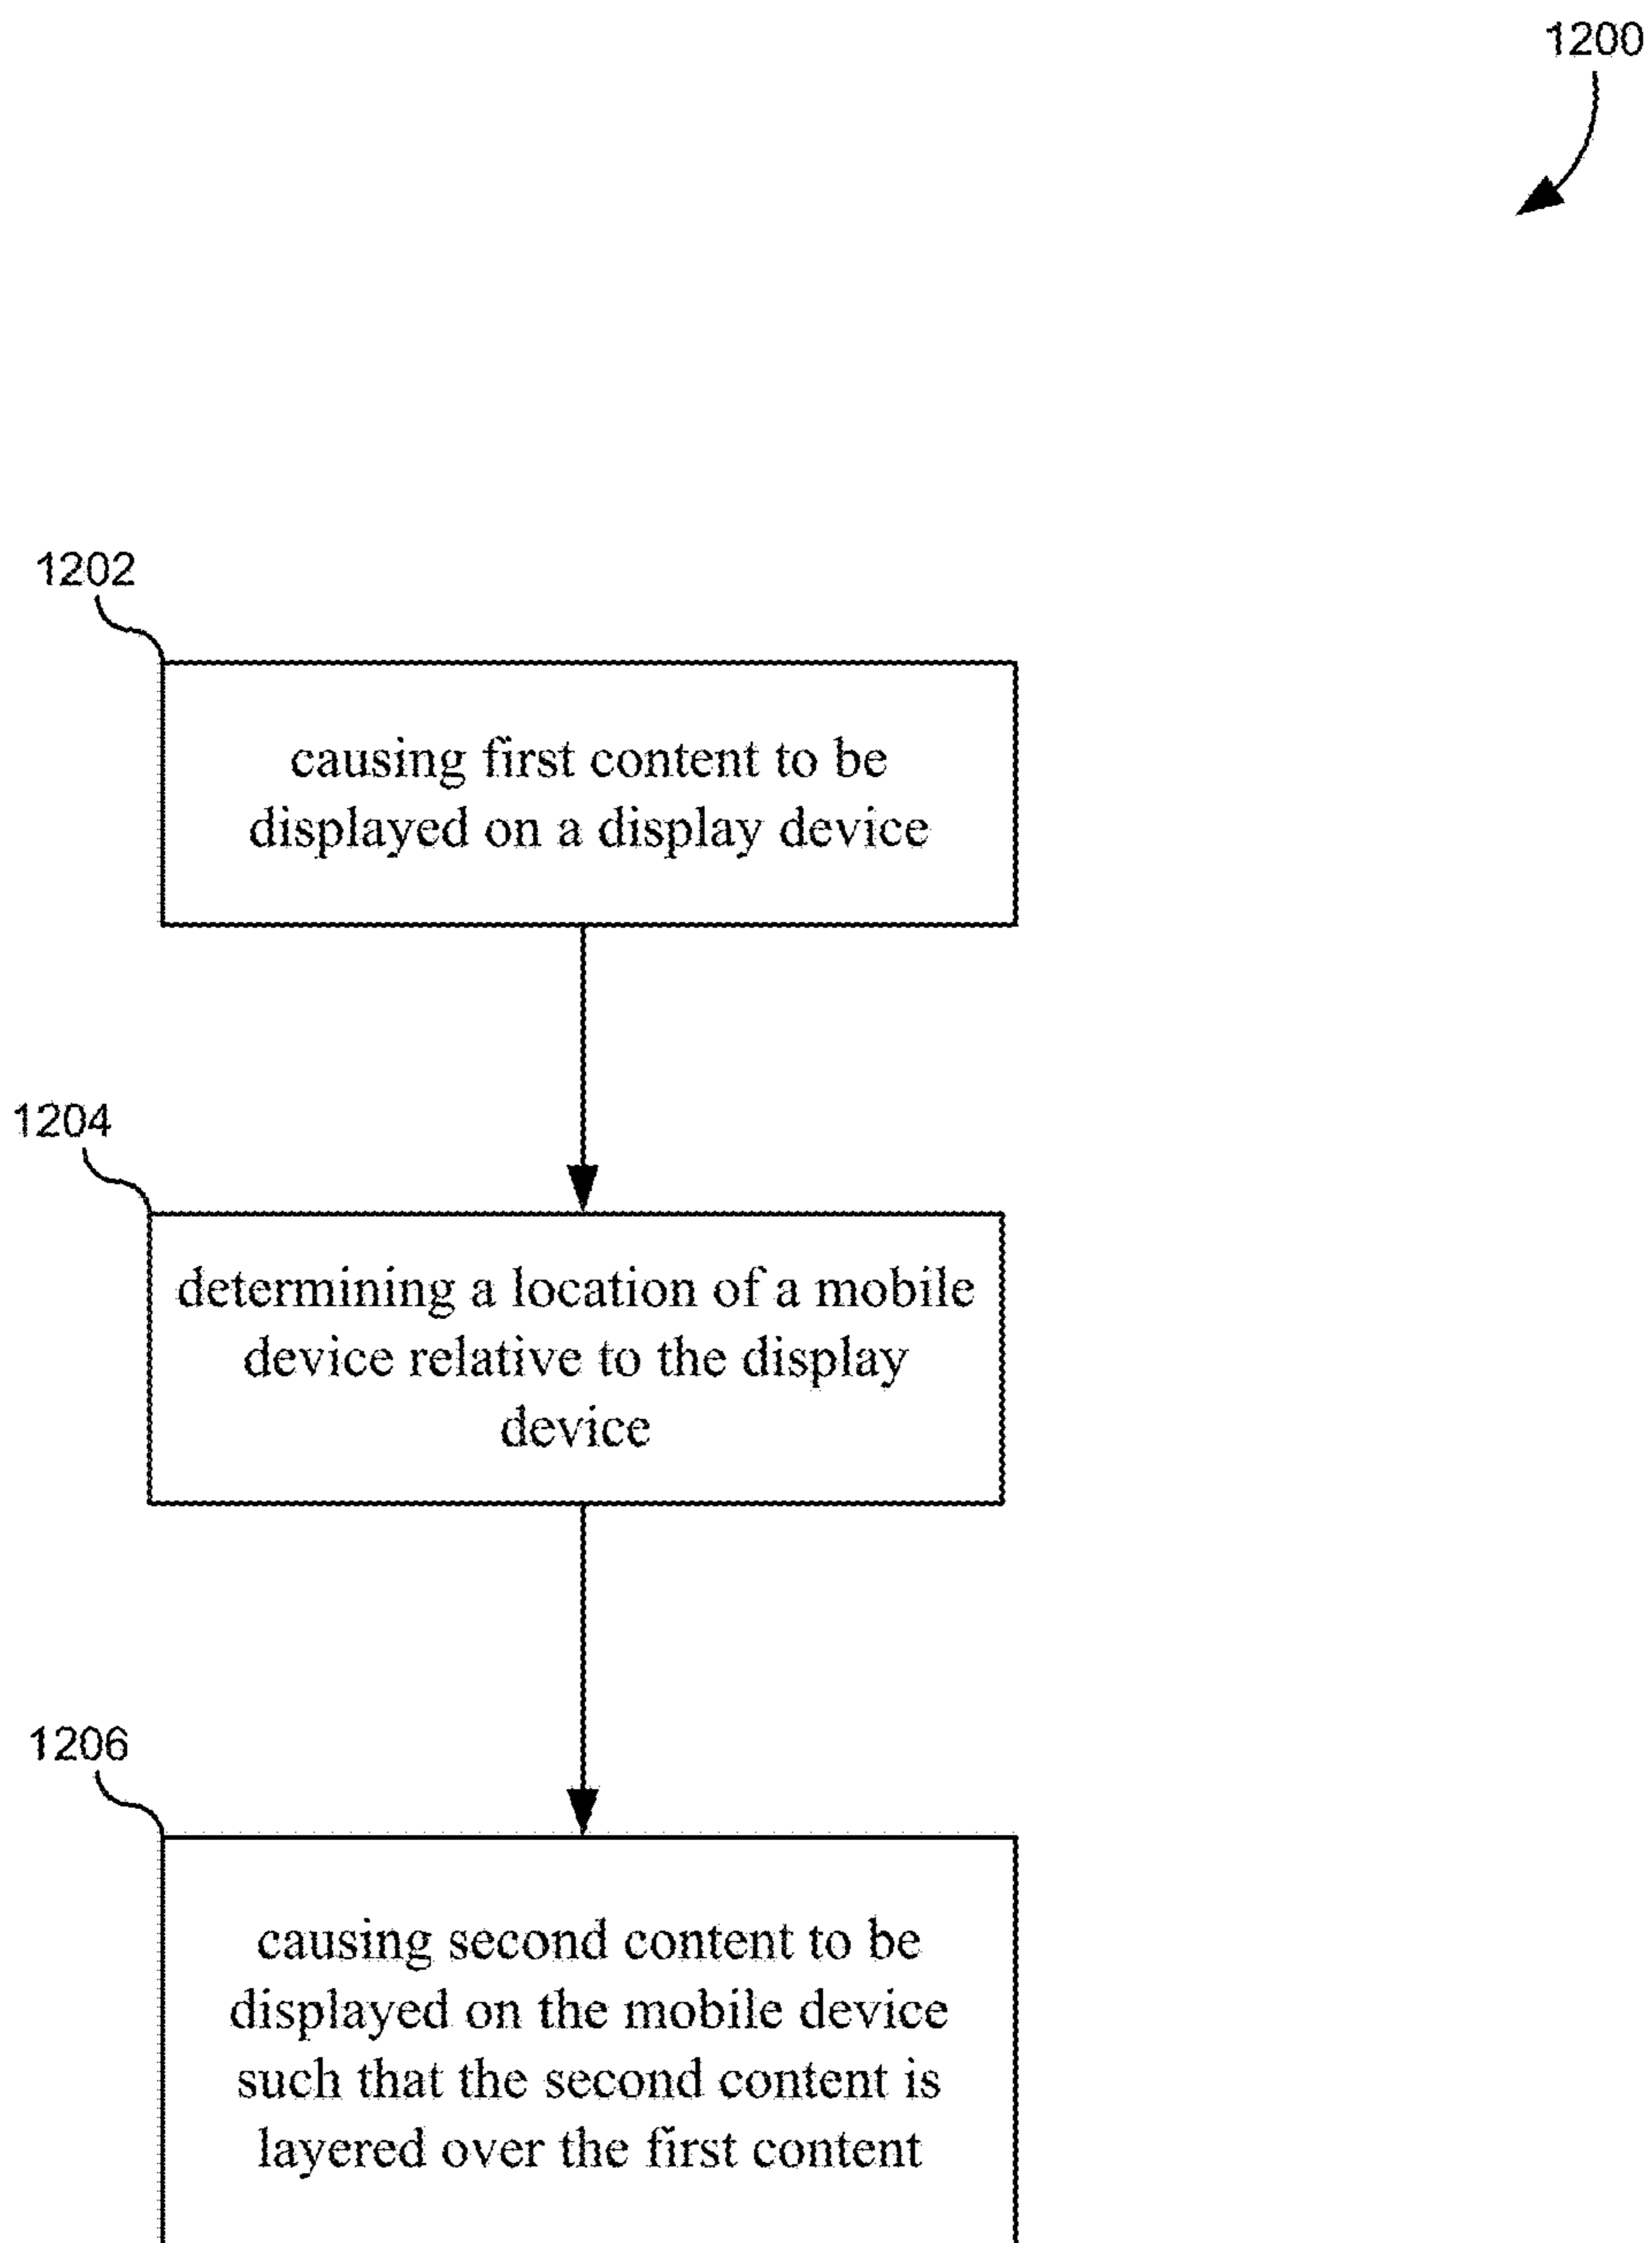 1200
1202
causing first content to be
displayed on a display device
1204
determining a location of a mobile
device relative to the display
device
1206
causing second content to be
displayed on the mobile device
such that the second content is
layered over the first content